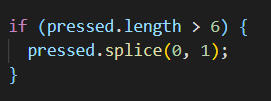 if (pressed.length > 6) {
  pressed.splice(0, 1);
}